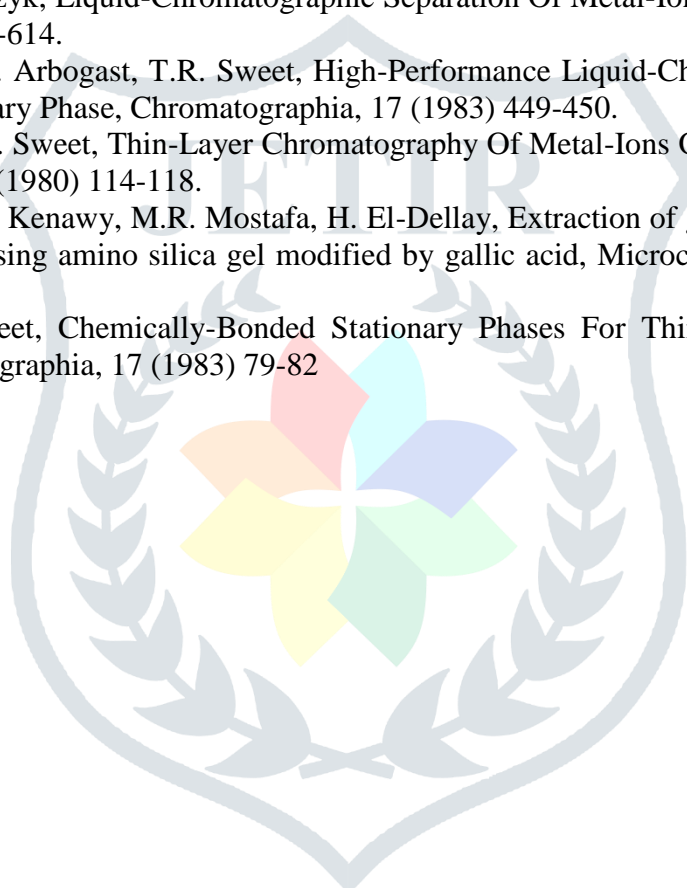 zyk, Liquid-Chromatographic Separation Of Metal-Ion
-614.
. Arbogast, T.R. Sweet, High-Performance Liquid-Ch
ary Phase, Chromatographia, 17 (1983) 449-450.
. Sweet, Thin-Layer Chromatography Of Metal-Ions
(1980) 114-118.
Kenawy, M.R. Mostafa, H. El-Dellay, Extraction of
sing amino silica gel modified by gallic acid, Microc
JETIR
eet, Chemically-Bonded Stationary Phases For Thi
graphia, 17 (1983) 79-82